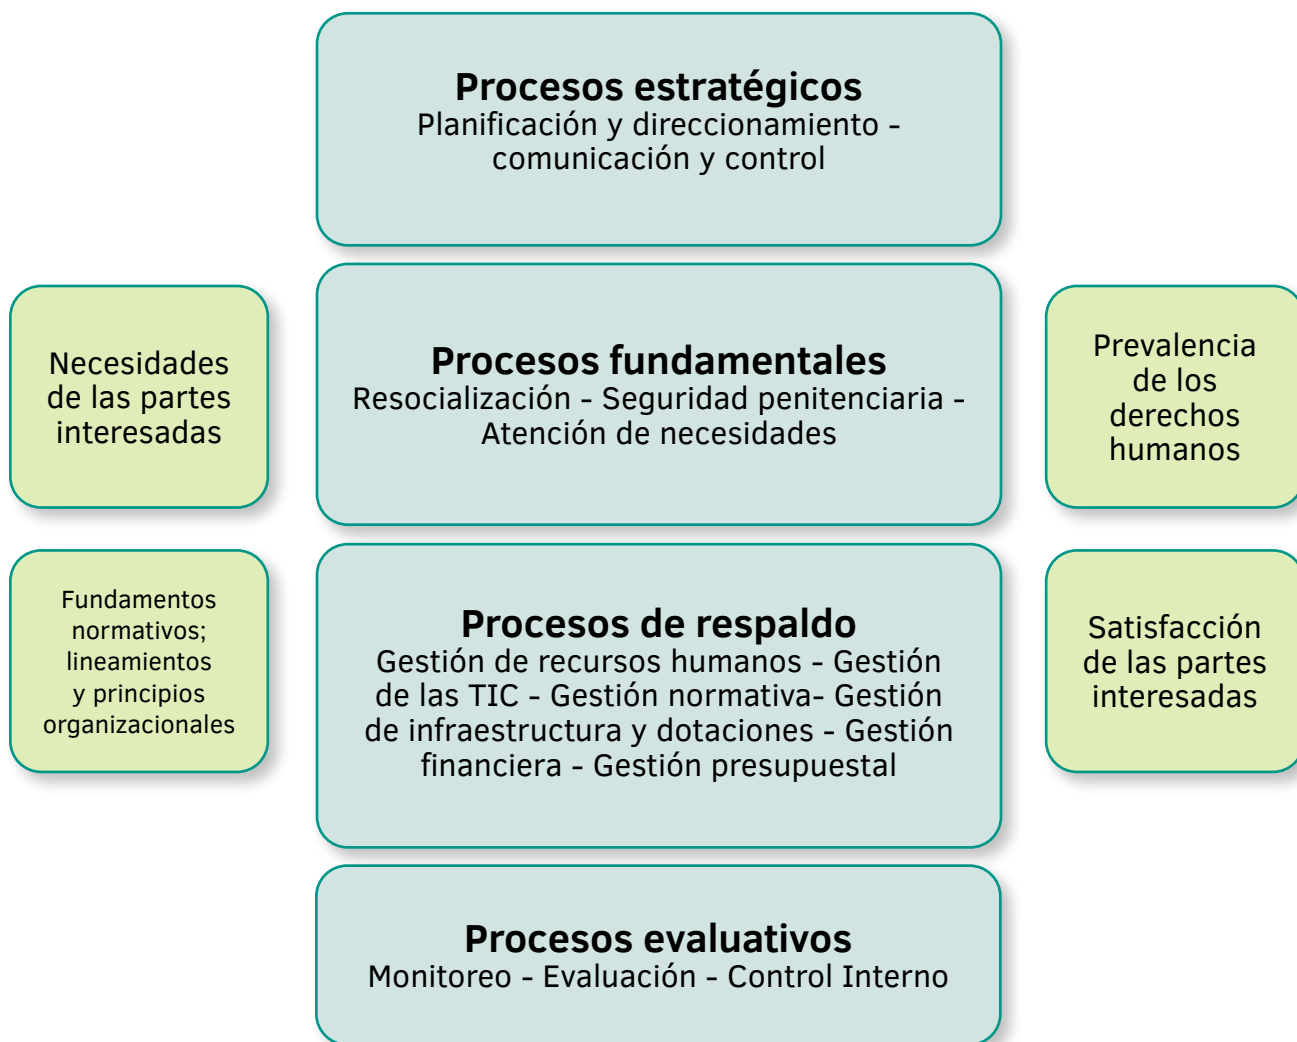 Procesos estratégicos
Planificación y direccionamiento -
comunicación y control
Necesidades
de las partes
interesadas
Procesos fundamentales
Resocialización - Seguridad penitenciaria -
Atención de necesidades
Prevalencia
de los
derechos
humanos
Fundamentos
normativos;
lineamientos
y principios
organizacionales
Procesos de respaldo
Gestión de recursos humanos - Gestión
de las TIC - Gestión normativa- Gestión
de infraestructura y dotaciones - Gestión
financiera - Gestión presupuestal
Satisfacción
de las partes
interesadas
Procesos evaluativos
Monitoreo - Evaluación - Control Interno